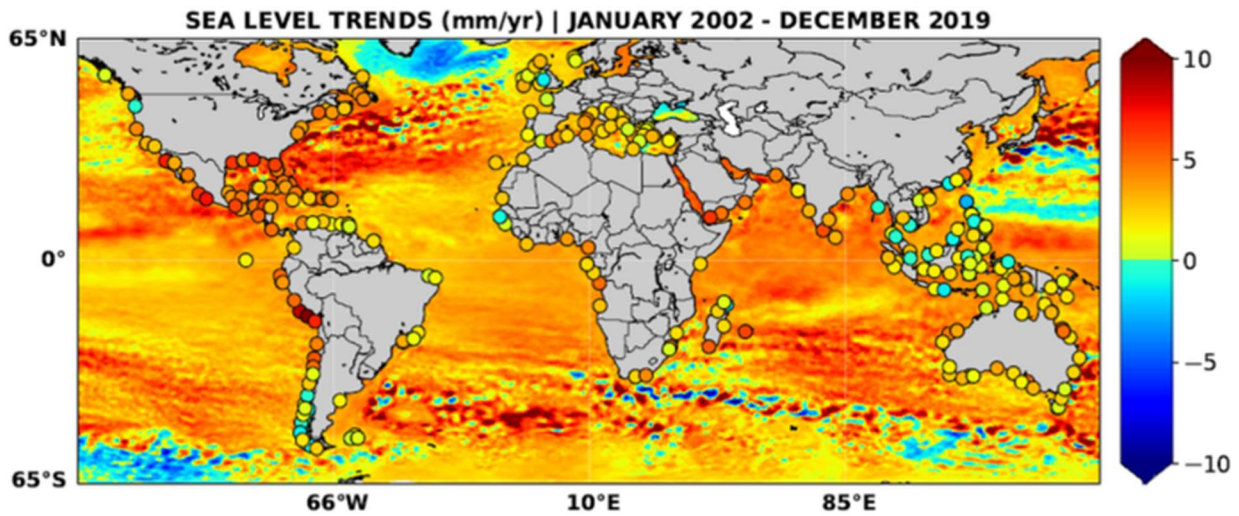 SEA LEVEL TRENDS (mm/yr) | JANUARY 2002 - DECEMBER 2019
65°N
0°
65°S
66°W
10°E
85°E
10
5
0
−5
−10